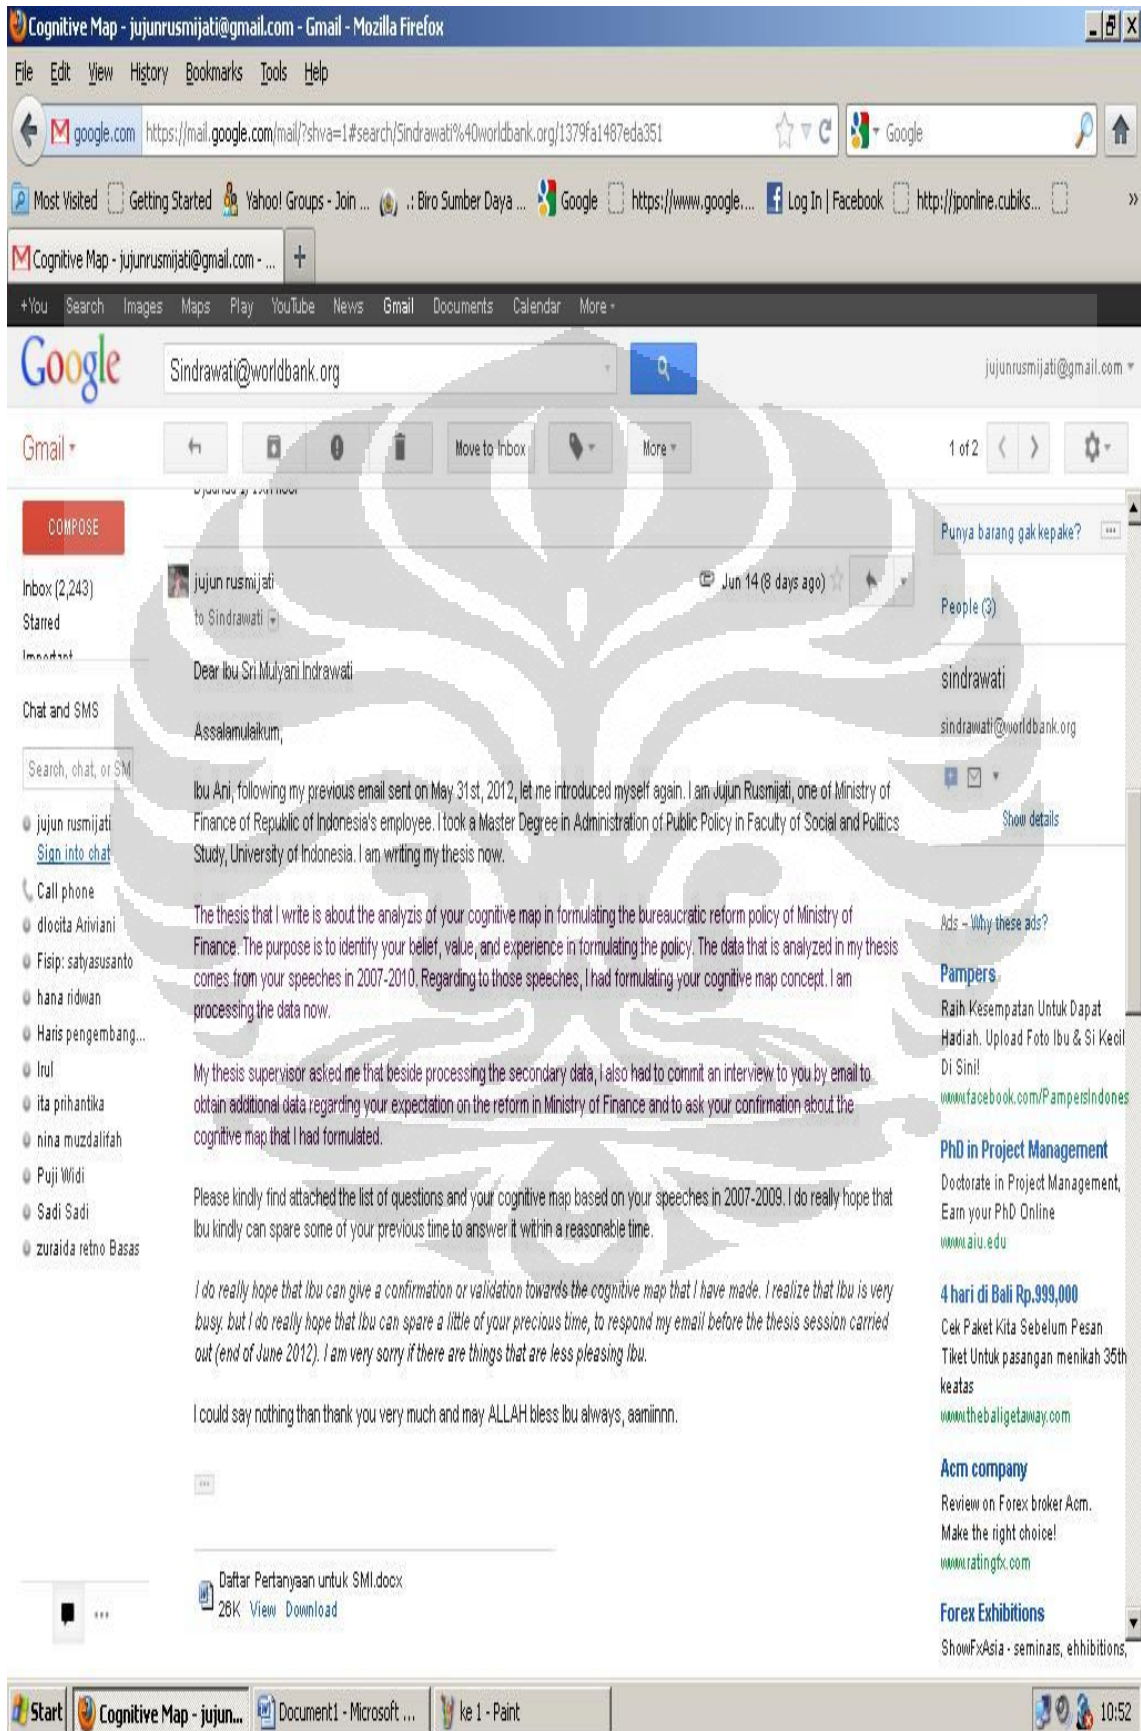 Cognitive Map - jujunrusmijati@gmail.com - Gmail - Mozilla Firefox
File Edit View History Bookmarks Tools Help
google.com https://mail.google.com/mail/?shva=1#search/Sindrawati%40worldbank.org/1379fa1487eda351
Google
Most Visited Getting Started Yahoo! Groups - Join ... .: Biro Sumber Daya ... Google https://www.google.... Log In | Facebook http://jponline.cubiks... »
Cognitive Map - jujunrusmijati@gmail.com - ... +
+You Search Images Maps Play YouTube News Gmail Documents Calendar More
Google
Sindrawati@worldbank.org
jujunrusmijati@gmail.com
Gmail
Move to Inbox
More
1 of 2
COMPOSE
Inbox (2,243)
Starred
Important
Chat and SMS
Search, chat, or SM
jujun rusmijati
Sign into chat
Call phone
dlocita Ariviani
Fisip: satyasusanto
hana ridwan
Haris pengembang...
Irul
ita prihantika
nina muzdalifah
Puji Widi
Sadi Sadi
zuraida retno Basas
jujun rusmijati
Jun 14 (8 days ago)
to Sindrawati
Dear Ibu Sri Mulyani Indrawati
Assalamulaikum,
Ibu Ani, following my previous email sent on May 31st, 2012, let me introduced myself again. I am Jujun Rusmijati, one of Ministry of
Finance of Republic of Indonesia's employee. I took a Master Degree in Administration of Public Policy in Faculty of Social and Politics
Study, University of Indonesia. I am writing my thesis now.
The thesis that I write is about the analyzis of your cognitive map in formulating the bureaucratic reform policy of Ministry of
Finance. The purpose is to identify your belief, value, and experience in formulating the policy. The data that is analyzed in my thesis
comes from your speeches in 2007-2010. Regarding to those speeches, I had formulating your cognitive map concept. I am
processing the data now.
My thesis supervisor asked me that beside processing the secondary data, I also had to commit an interview to you by email to
obtain additional data regarding your expectation on the reform in Ministry of Finance and to ask your confirmation about the
cognitive map that I had formulated.
Please kindly find attached the list of questions and your cognitive map based on your speeches in 2007-2009. I do really hope that
Ibu kindly can spare some of your previous time to answer it within a reasonable time.
I do really hope that Ibu can give a confirmation or validation towards the cognitive map that I have made. I realize that Ibu is very
busy. but I do really hope that Ibu can spare a little of your precious time, to respond my email before the thesis session carried
out (end of June 2012). I am very sorry if there are things that are less pleasing Ibu.
I could say nothing than thank you very much and may ALLAH bless Ibu always, aamiinnn.
Daftar Pertanyaan untuk SMI.docx
26K View Download
Punya barang gak kepake?
People (3)
sindrawati
sindrawati@worldbank.org
Show details
Ads – Why these ads?
Pampers
Raih Kesempatan Untuk Dapat
Hadiah. Upload Foto Ibu & Si Kecil
Di Sini!
www.facebook.com/PampersIndones
PhD in Project Management
Doctorate in Project Management,
Earn your PhD Online
www.aiu.edu
4 hari di Bali Rp.999,000
Cek Paket Kita Sebelum Pesan
Tiket Untuk pasangan menikah 35th
keatas
www.thebaligetaway.com
Acm company
Review on Forex broker Acm.
Make the right choice!
www.ratingfx.com
Forex Exhibitions
ShowFxAsia - seminars, ehhibitions,
Start Cognitive Map - jujun... Document1 - Microsoft ... ke 1 - Paint 10:52